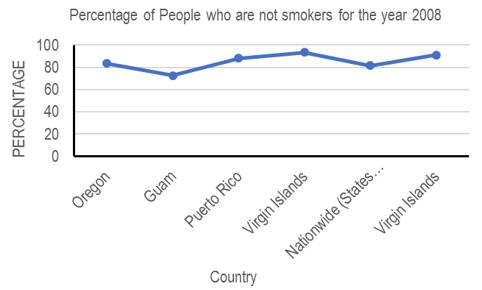 Percentage of People who are not smokers for the year 2008
PERCENTAGE
100
80
60
40
20
0
Oregon
Guam
Puerto Rico
Virgin Islands
Nationwide (States...
Virgin Islands
Country